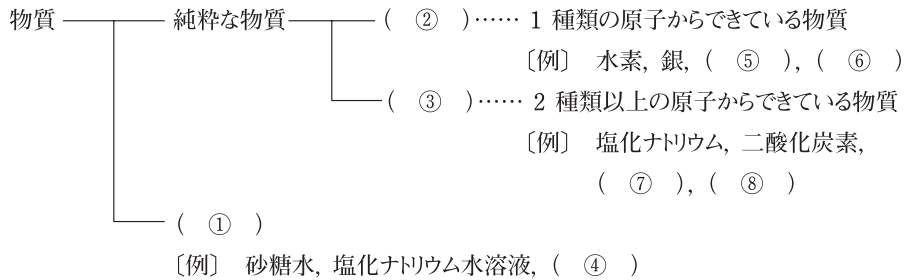 物質 純粋な物質 ( ② )…… 1 種類の原子からできている物質
〔例〕 水素, 銀, ( ⑤ ), ( ⑥ )
( ③ )…… 2 種類以上の原子からできている物質
〔例〕 塩化ナトリウム, 二酸化炭素,
( ⑦ ), ( ⑧ )
( ① )
〔例〕 砂糖水, 塩化ナトリウム水溶液, ( ④ )